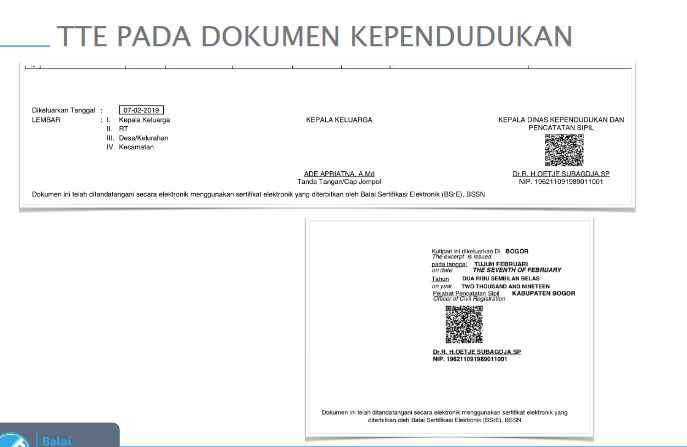 TTE PADA DOKUMEN KEPENDUDUKAN
Dikeluarkan Tanggal : 07-02-2019
LEMBAR : I. Kepala Keluarga
II. RT
III. Desa/Kelurahan
IV. Kecamatan
KEPALA KELUARGA
ADE APRIATNA, A.Md
Tanda Tangan/Cap Jempol
KEPALA DINAS KEPENDUDUKAN DAN
PENCATATAN SIPIL
Dr.R. H.OETJE SUBAGDJA,SP
NIP. 196211091989011001
Dokumen ini telah ditandatangani secara elektronik menggunakan sertifikat elektronik yang diterbitkan oleh Balai Sertifikasi Elektronik (BSrE), BSSN
Kutipan ini dikeluarkan Di BOGOR
The excerpt is issued
pada tanggal TUJUH FEBRUARI
on date THE SEVENTH OF FEBRUARY
Tahun DUA RIBU SEMBILAN BELAS
on year TWO THOUSAND AND NINETEEN
Pejabat Pencatatan Sipil KABUPATEN BOGOR
Officer of Civil Registration
Dr.R. H.OETJE SUBAGDJA,SP
NIP. 196211091989011001
Dokumen ini telah ditandatangani secara elektronik menggunakan sertifikat elektronik yang
diterbitkan oleh Balai Sertifikasi Elektronik (BSrE), BSSN
Balai